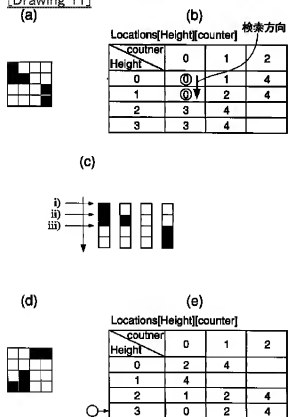 [Drawing 11]
(a)
(b)
検索方向
Locations[Height][counter]
coutner
Height
0 1 2
0 0 1 4
1 0 2 4
2 3 4
3 3 4
(c)
i)
ii)
iii)
(d)
(e)
Locations[Height][counter]
coutner
Height
0 1 2
0 2 4
1 4
2 1 2 4
3 0 2 4